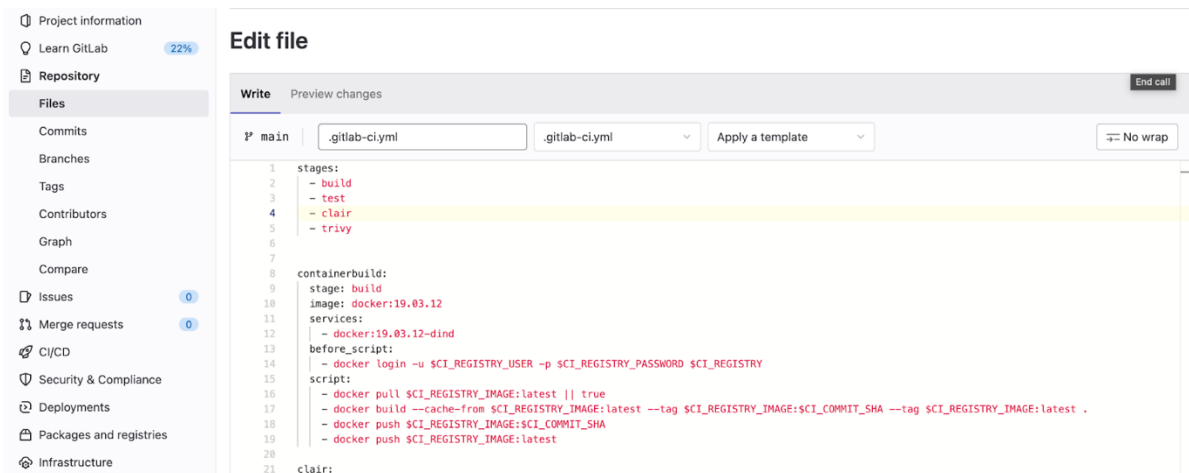 Project information
Learn GitLab 22%
Repository
Files
Commits
Branches
Tags
Contributors
Graph
Compare
Issues 0
Merge requests 0
CI/CD
Security & Compliance
Deployments
Packages and registries
Infrastructure
Edit file
End call
Write Preview changes
main .gitlab-ci.yml .gitlab-ci.yml Apply a template No wrap
1 stages:
2 - build
3 - test
4 - clair
5 - trivy
6
7
8 containerbuild:
9 stage: build
10 image: docker:19.03.12
11 services:
12 - docker:19.03.12-dind
13 before_script:
14 - docker login -u $CI_REGISTRY_USER -p $CI_REGISTRY_PASSWORD $CI_REGISTRY
15 script:
16 - docker pull $CI_REGISTRY_IMAGE:latest || true
17 - docker build --cache-from $CI_REGISTRY_IMAGE:latest --tag $CI_REGISTRY_IMAGE:$CI_COMMIT_SHA --tag $CI_REGISTRY_IMAGE:latest .
18 - docker push $CI_REGISTRY_IMAGE:$CI_COMMIT_SHA
19 - docker push $CI_REGISTRY_IMAGE:latest
20
21 clair: